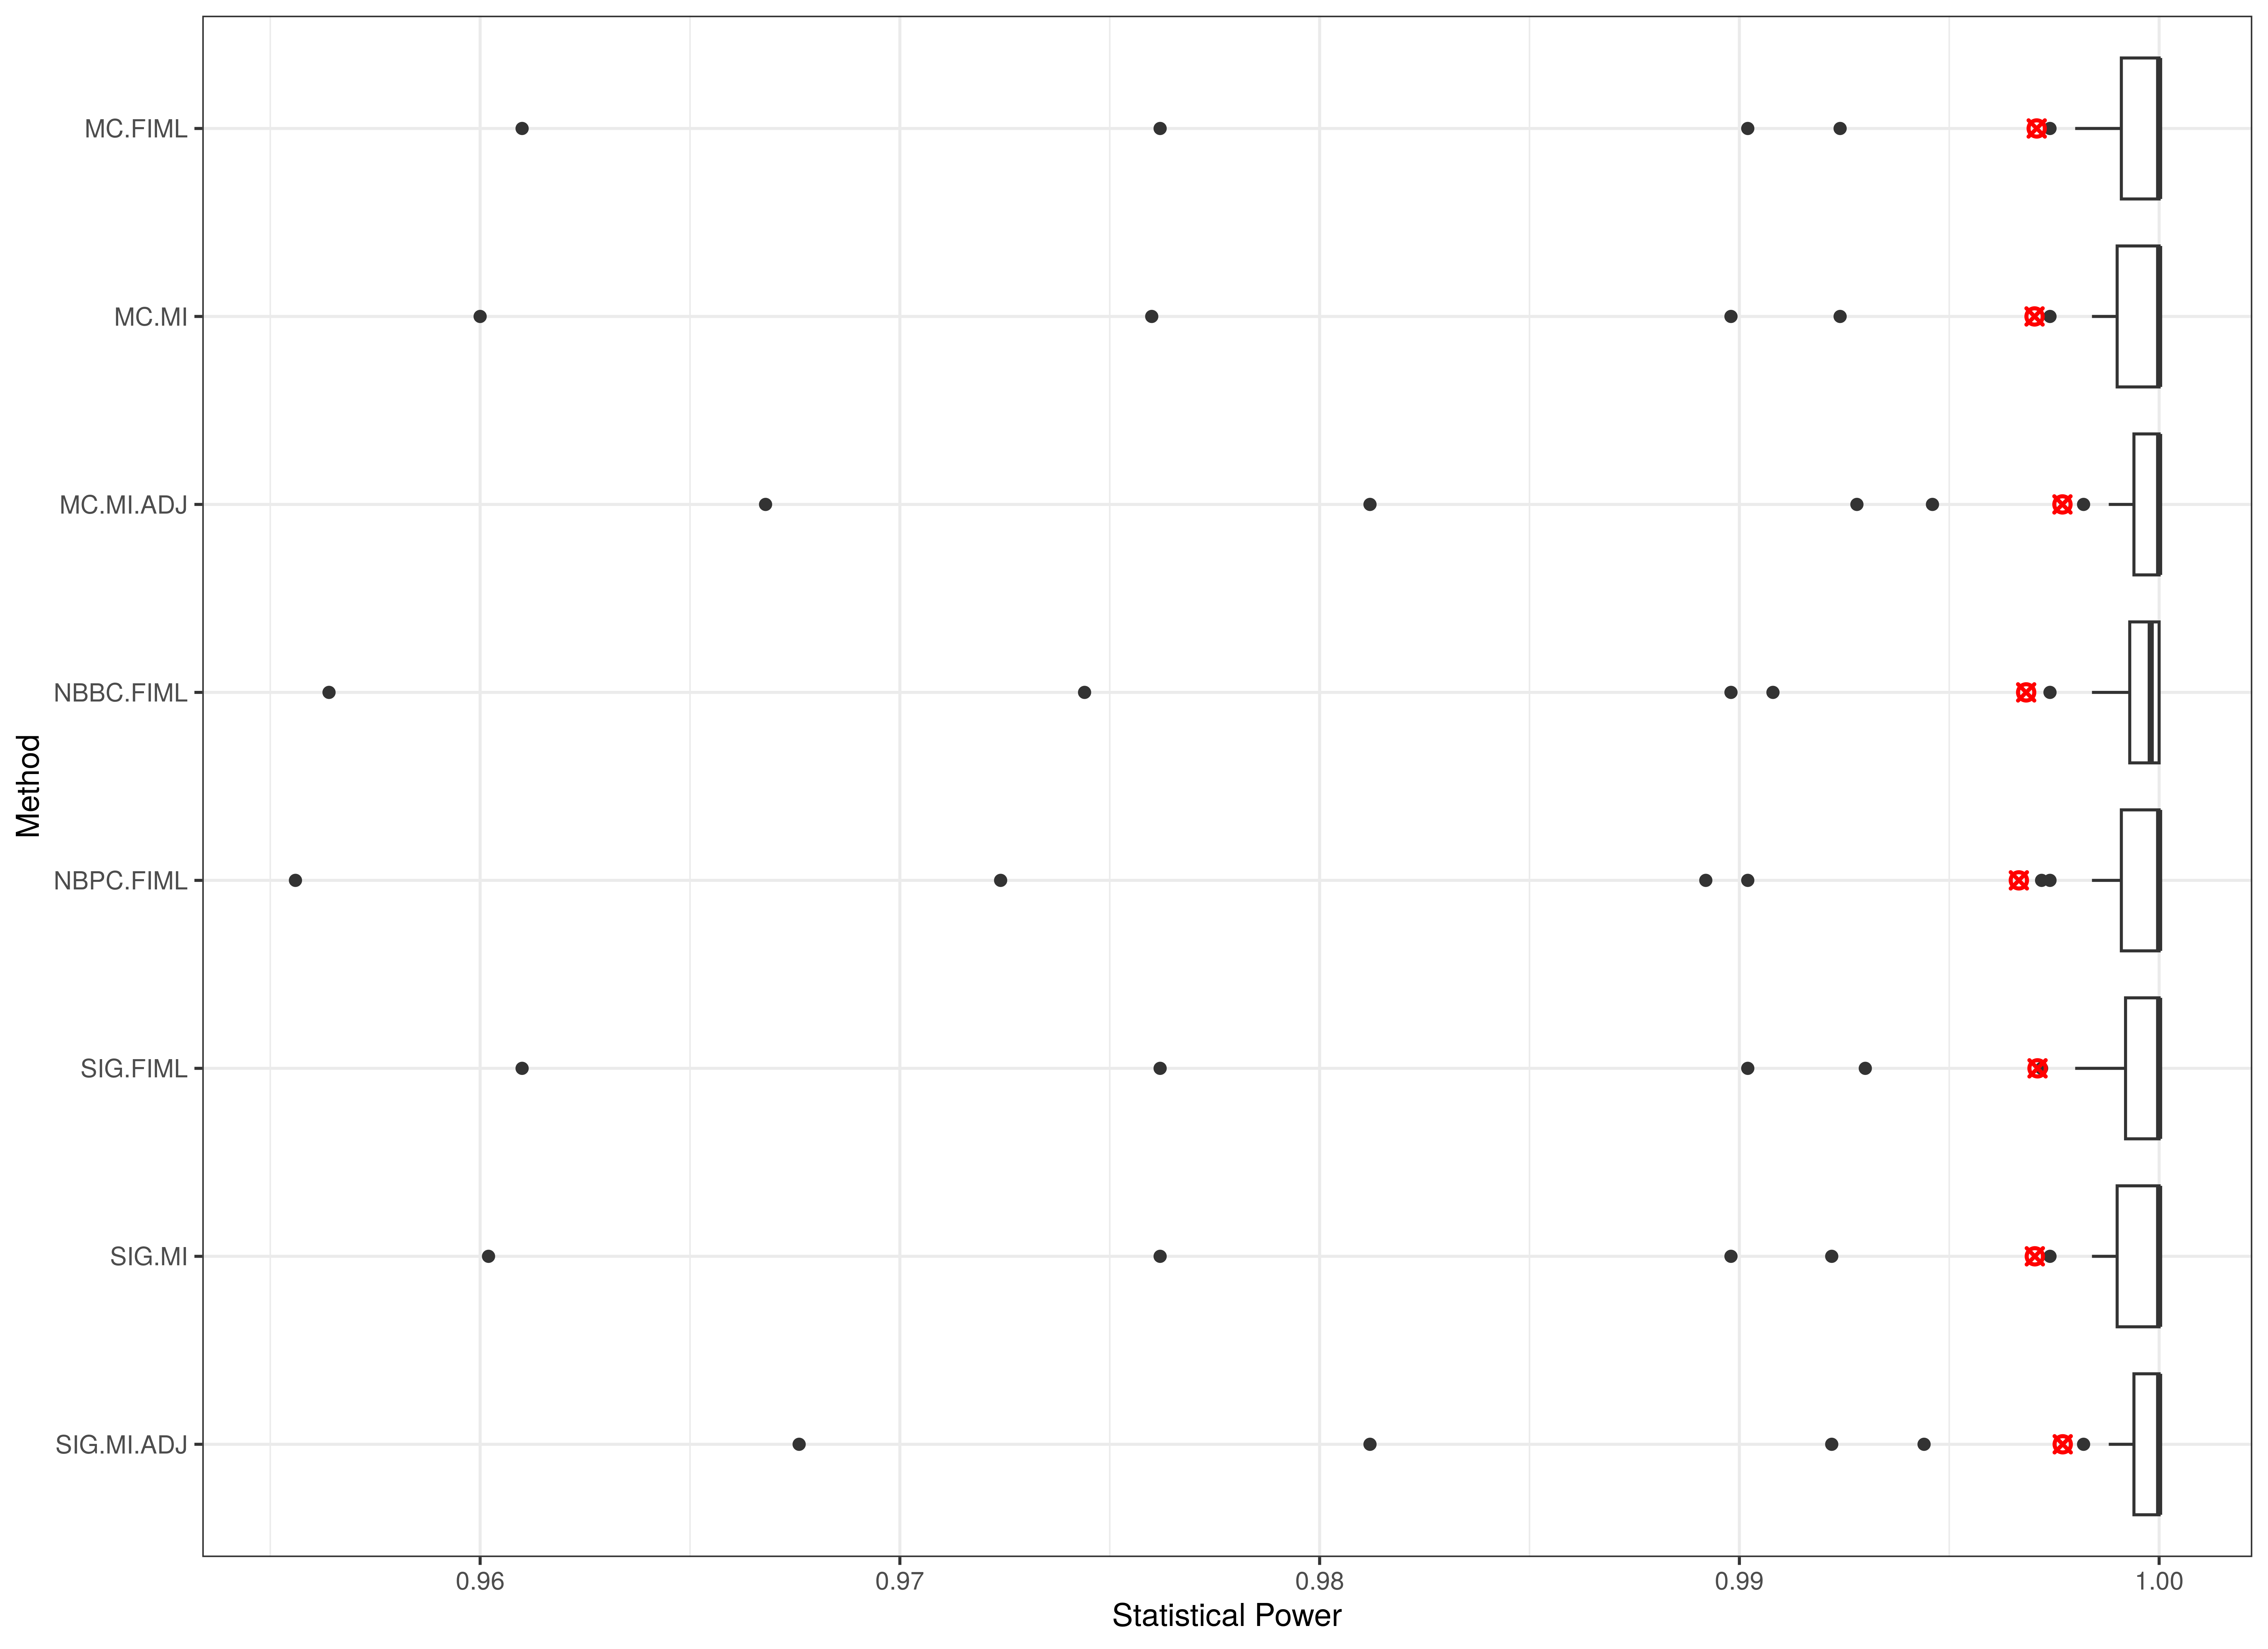 MC.FIML
MC.MI
MC.MI.ADJ
NBBC.FIML
NBPC.FIML
SIG.FIML
SIG.MI
SIG.MI.ADJ
Method
0.96 0.97 0.98 0.99 1.00
Statistical Power